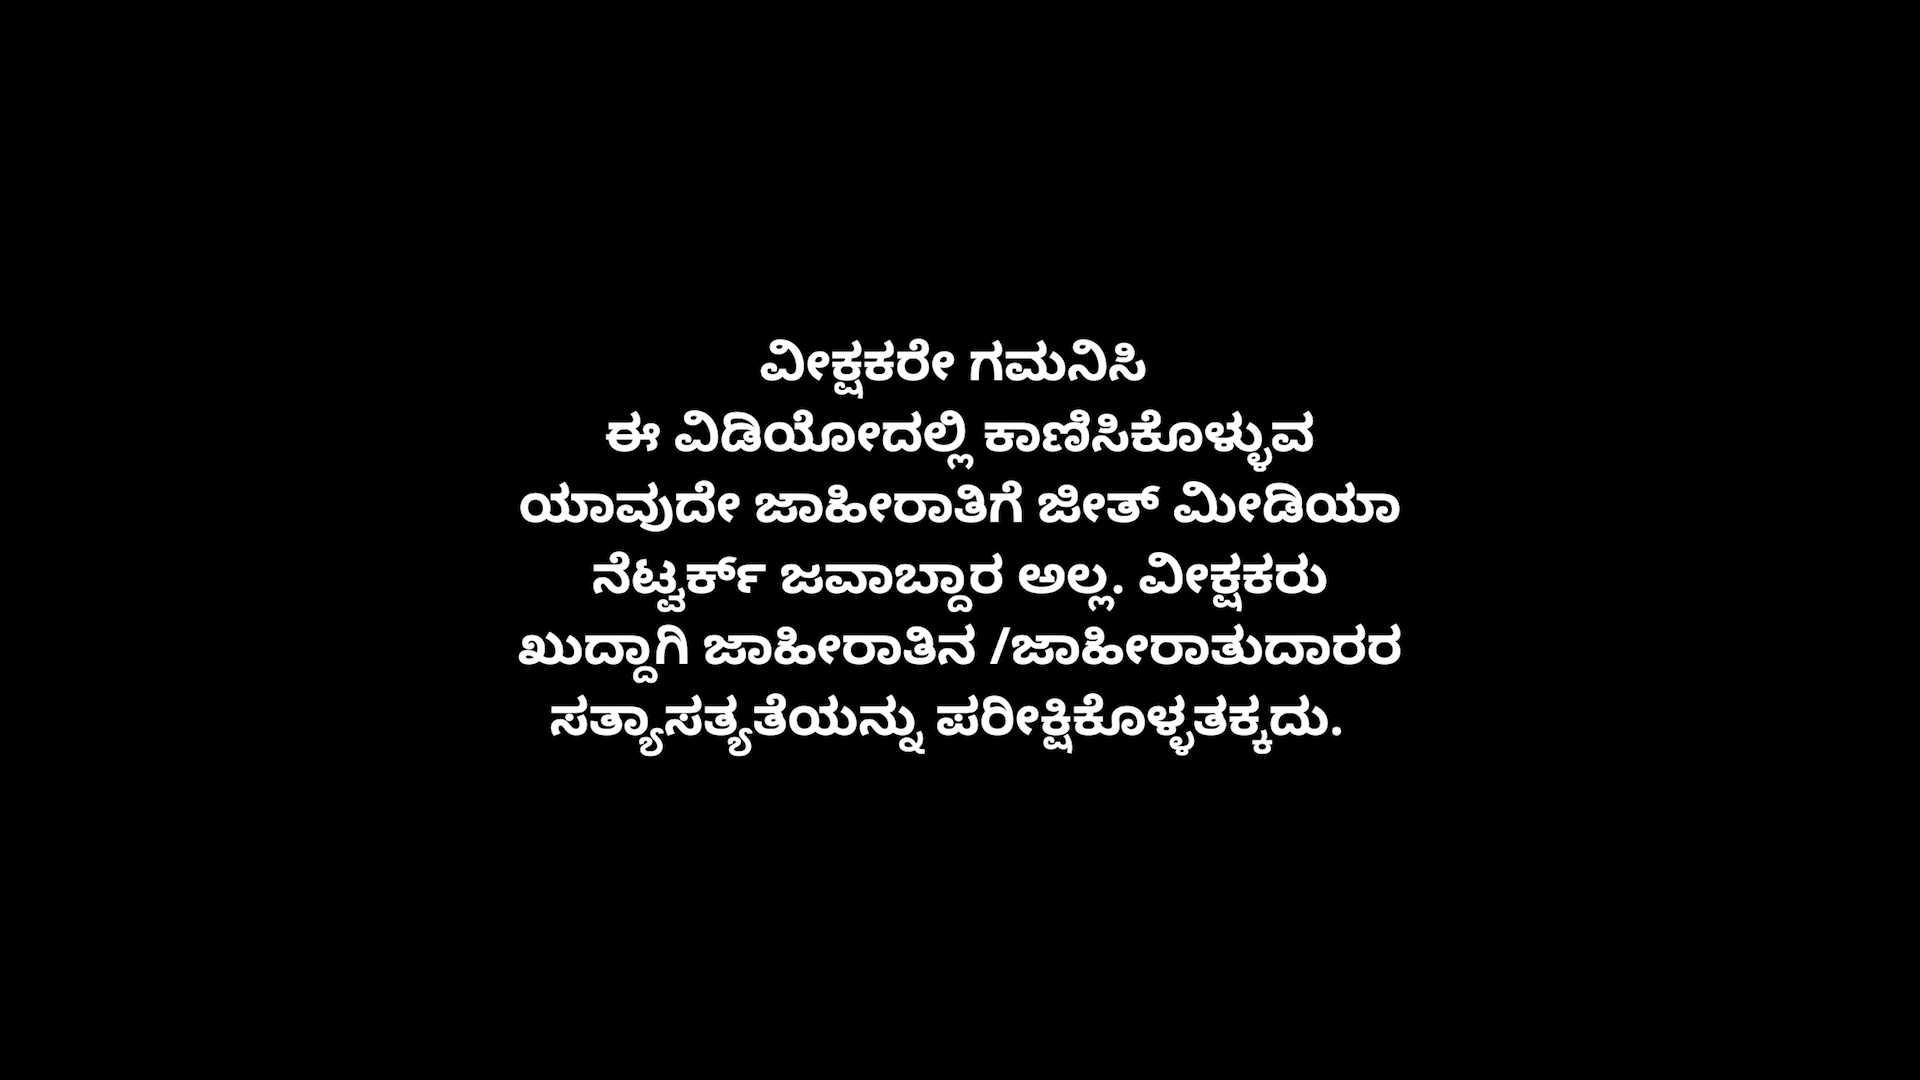 ವೀಕ್ಷಕರೇ ಗಮನಿಸಿ
ಈ ವಿಡಿಯೋದಲ್ಲಿ ಕಾಣಿಸಿಕೊಳ್ಳುವ
ಯಾವುದೇ ಜಾಹೀರಾತಿಗೆ ಜೀತ್ ಮೀಡಿಯಾ
ನೆಟ್ವರ್ಕ್ ಜವಾಬ್ದಾರ ಅಲ್ಲ. ವೀಕ್ಷಕರು
ಖುದ್ದಾಗಿ ಜಾಹೀರಾತಿನ /ಜಾಹೀರಾತುದಾರರ
ಸತ್ಯಾಸತ್ಯತೆಯನ್ನು ಪರೀಕ್ಷಿಕೊಳ್ಳತಕ್ಕದು.